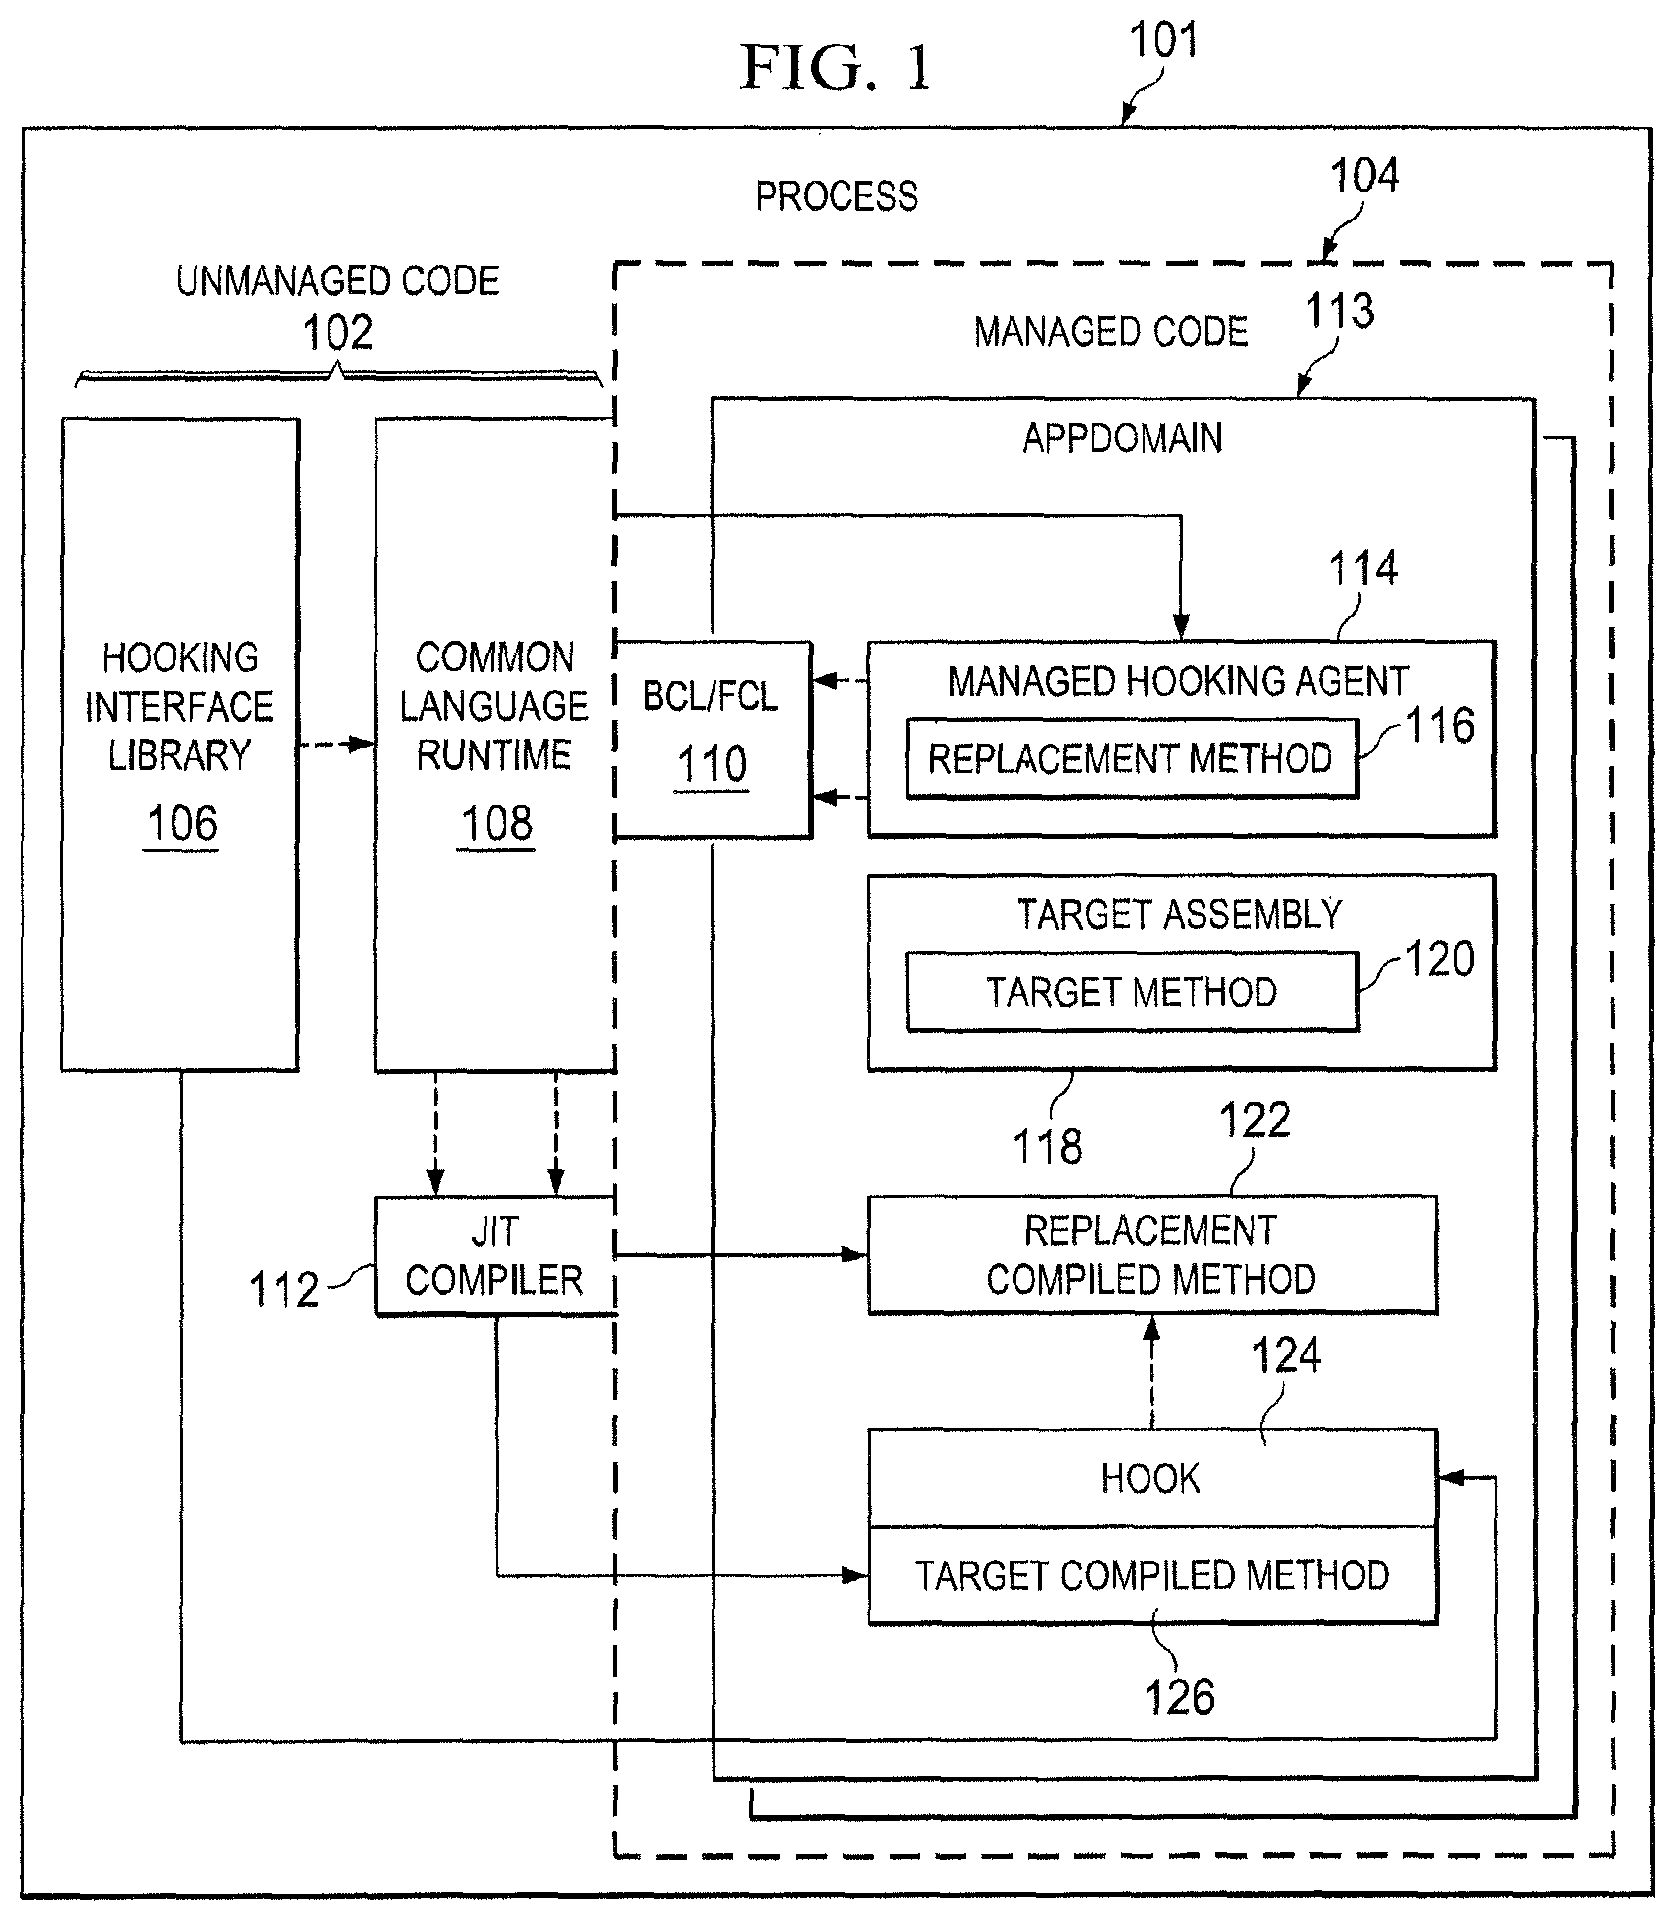 FIG. 1
101
PROCESS
104
UNMANAGED CODE
102
MANAGED CODE
113
APPDOMAIN
HOOKING
INTERFACE
LIBRARY
106
COMMON
LANGUAGE
RUNTIME
108
BCL/FCL
110
114
MANAGED HOOKING AGENT
REPLACEMENT METHOD
116
TARGET ASSEMBLY
TARGET METHOD
120
118
122
JIT
COMPILER
112
REPLACEMENT
COMPILED METHOD
124
HOOK
TARGET COMPILED METHOD
126